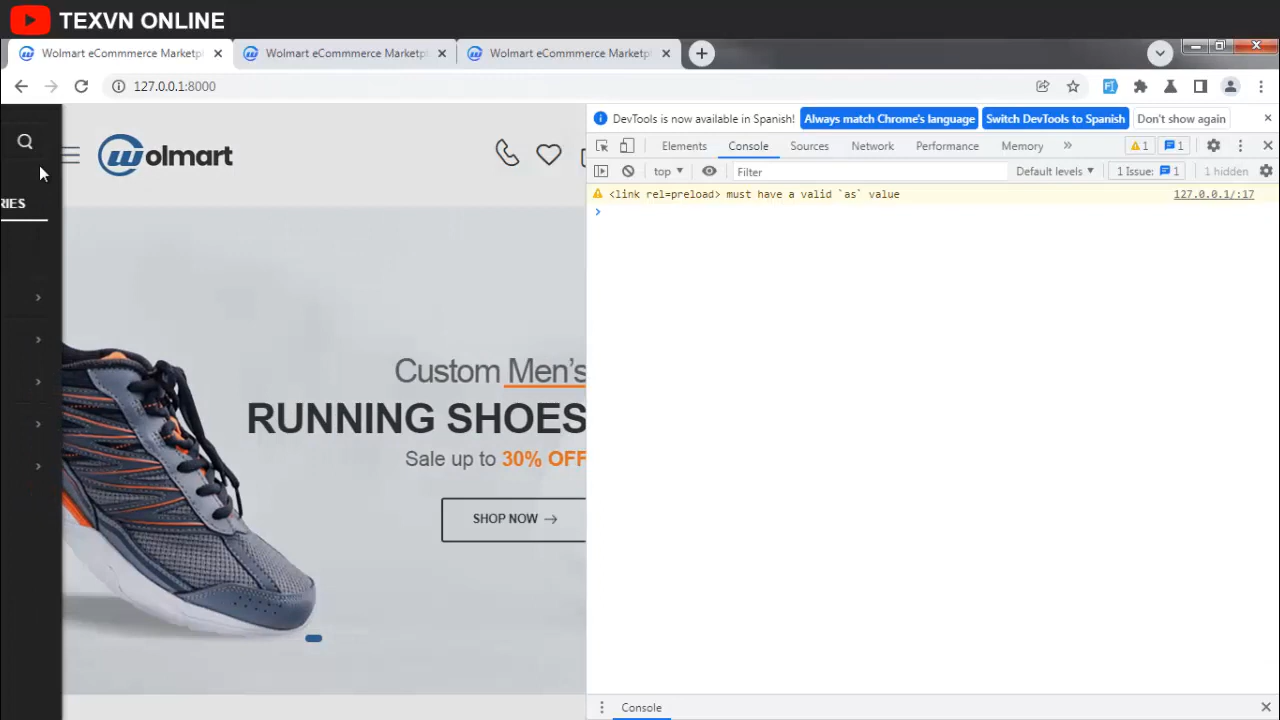 TEXVN ONLINE
Wolmart eCommmerce Marketpl
Wolmart eCommmerce Marketpl
Wolmart eCommmerce Marketpl
127.0.0.1:8000
DevTools is now available in Spanish!
Always match Chrome's language
Switch DevTools to Spanish
Don't show again
Elements
Console
Sources
Network
Performance
Memory
1
1
top
Filter
Default levels
1 Issue:
1
1 hidden
<link rel=preload> must have a valid `as` value
127.0.0.1/:17
Wolmart
RIES
Custom Men's
RUNNING SHOES
Sale up to 30% OFF
SHOP NOW
Console